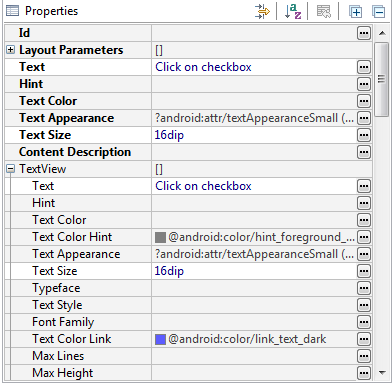 Properties
Id
Layout Parameters []
Text Click on checkbox
Hint
Text Color
Text Appearance ?android:attr/textAppearanceSmall (...
Text Size 16dip
Content Description
TextView []
Text Click on checkbox
Hint
Text Color
Text Color Hint @android:color/hint_foreground_...
Text Appearance ?android:attr/textAppearanceSmall (...
Text Size 16dip
Typeface
Text Style
Font Family
Text Color Link @android:color/link_text_dark
Max Lines
Max Height